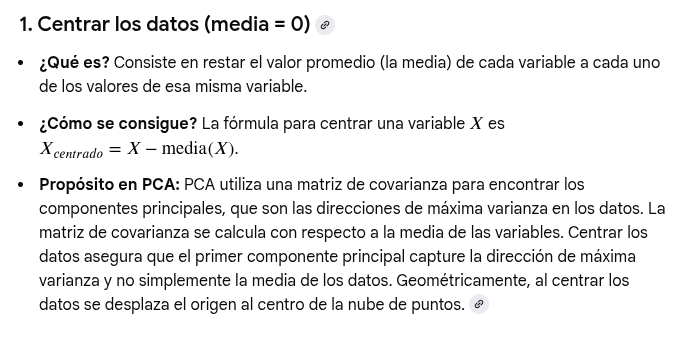 1. Centrar los datos (media = 0)
• ¿Qué es? Consiste en restar el valor promedio (la media) de cada variable a cada uno
de los valores de esa misma variable.
• ¿Cómo se consigue? La fórmula para centrar una variable X es
X_centrado = X − media(X).
• Propósito en PCA: PCA utiliza una matriz de covarianza para encontrar los
componentes principales, que son las direcciones de máxima varianza en los datos. La
matriz de covarianza se calcula con respecto a la media de las variables. Centrar los
datos asegura que el primer componente principal capture la dirección de máxima
varianza y no simplemente la media de los datos. Geométricamente, al centrar los
datos se desplaza el origen al centro de la nube de puntos.